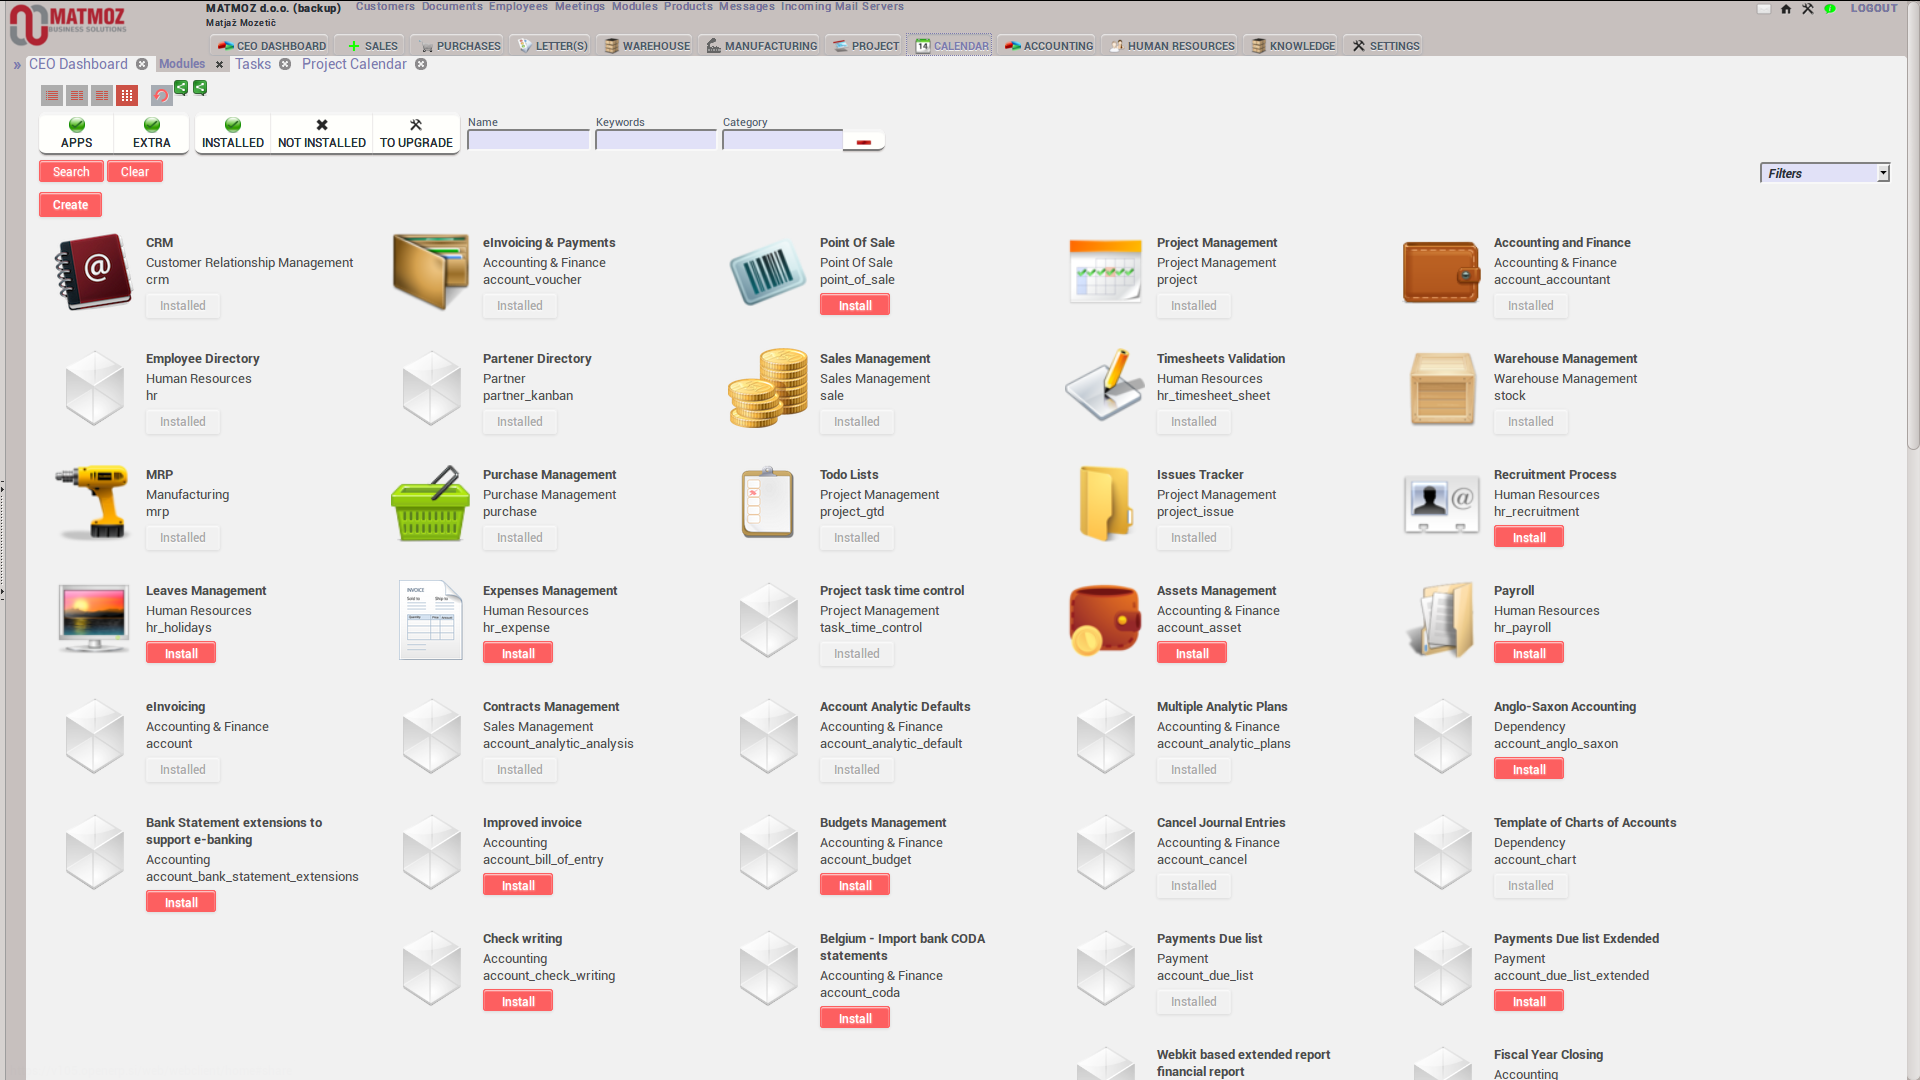 MATMOZ
BUSINESS SOLUTIONS
MATMOZ d.o.o. (backup)
Matjaž Mozetič
Customers Documents Employees Meetings Modules Products Messages Incoming Mail Servers
LOGOUT
CEO DASHBOARD SALES PURCHASES LETTER(S) WAREHOUSE MANUFACTURING PROJECT 14 CALENDAR ACCOUNTING HUMAN RESOURCES KNOWLEDGE SETTINGS
» CEO Dashboard Modules Tasks Project Calendar
APPS EXTRA INSTALLED NOT INSTALLED TO UPGRADE
Name Keywords Category
Search Clear
Filters
Create
CRM
Customer Relationship Management
crm
Installed
eInvoicing & Payments
Accounting & Finance
account_voucher
Installed
Point Of Sale
Point Of Sale
point_of_sale
Install
Project Management
Project Management
project
Installed
Accounting and Finance
Accounting & Finance
account_accountant
Installed
Employee Directory
Human Resources
hr
Installed
Partener Directory
Partner
partner_kanban
Installed
Sales Management
Sales Management
sale
Installed
Timesheets Validation
Human Resources
hr_timesheet_sheet
Installed
Warehouse Management
Warehouse Management
stock
Installed
MRP
Manufacturing
mrp
Installed
Purchase Management
Purchase Management
purchase
Installed
Todo Lists
Project Management
project_gtd
Installed
Issues Tracker
Project Management
project_issue
Installed
Recruitment Process
Human Resources
hr_recruitment
Install
Leaves Management
Human Resources
hr_holidays
Install
INVOICE
Expenses Management
Human Resources
hr_expense
Install
Project task time control
Project Management
task_time_control
Installed
Assets Management
Accounting & Finance
account_asset
Install
Payroll
Human Resources
hr_payroll
Install
eInvoicing
Accounting & Finance
account
Installed
Contracts Management
Sales Management
account_analytic_analysis
Installed
Account Analytic Defaults
Accounting & Finance
account_analytic_default
Installed
Multiple Analytic Plans
Accounting & Finance
account_analytic_plans
Installed
Anglo-Saxon Accounting
Dependency
account_anglo_saxon
Install
Bank Statement extensions to
support e-banking
Accounting
account_bank_statement_extensions
Install
Improved invoice
Accounting
account_bill_of_entry
Install
Budgets Management
Accounting & Finance
account_budget
Install
Cancel Journal Entries
Accounting & Finance
account_cancel
Installed
Template of Charts of Accounts
Dependency
account_chart
Installed
Check writing
Accounting
account_check_writing
Install
Belgium - Import bank CODA
statements
Accounting & Finance
account_coda
Install
Payments Due list
Payment
account_due_list
Installed
Payments Due list Exdended
Payment
account_due_list_extended
Install
Webkit based extended report
financial report
Fiscal Year Closing
Accounting